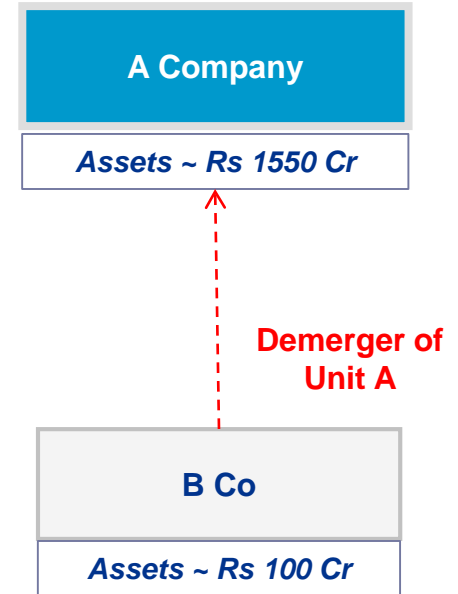 A Company
Assets ~ Rs 1550 Cr
Demerger of
Unit A
B Co
Assets ~ Rs 100 Cr